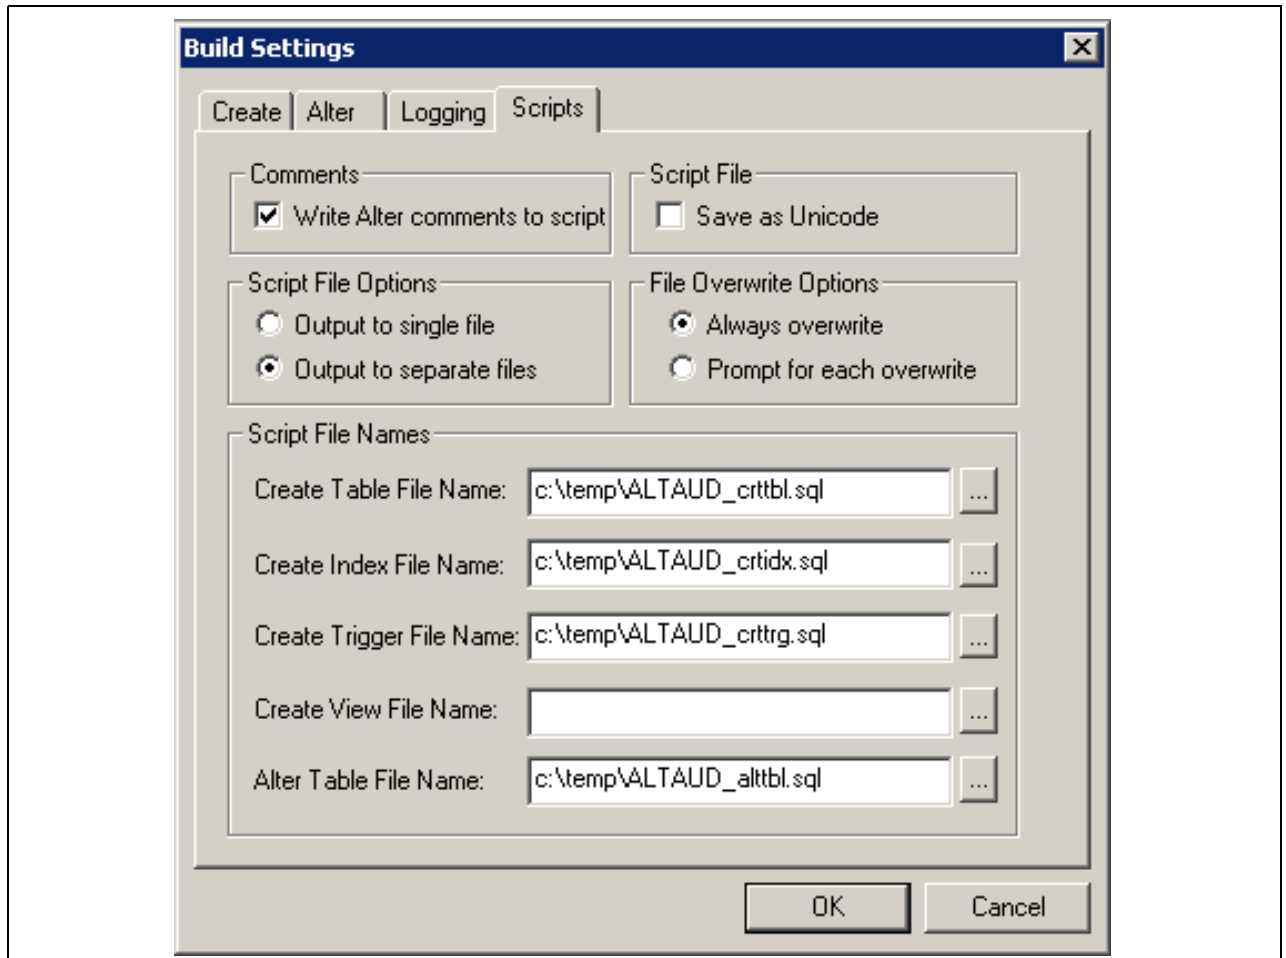 Build Settings
Create Alter Logging Scripts
Comments
Write Alter comments to script
Script File
Save as Unicode
Script File Options
Output to single file
Output to separate files
File Overwrite Options
Always overwrite
Prompt for each overwrite
Script File Names
Create Table File Name: c:\temp\ALTAUD_crttbl.sql ...
Create Index File Name: c:\temp\ALTAUD_crtidx.sql ...
Create Trigger File Name: c:\temp\ALTAUD_crttrg.sql ...
Create View File Name: ...
Alter Table File Name: c:\temp\ALTAUD_alttbl.sql ...
OK Cancel